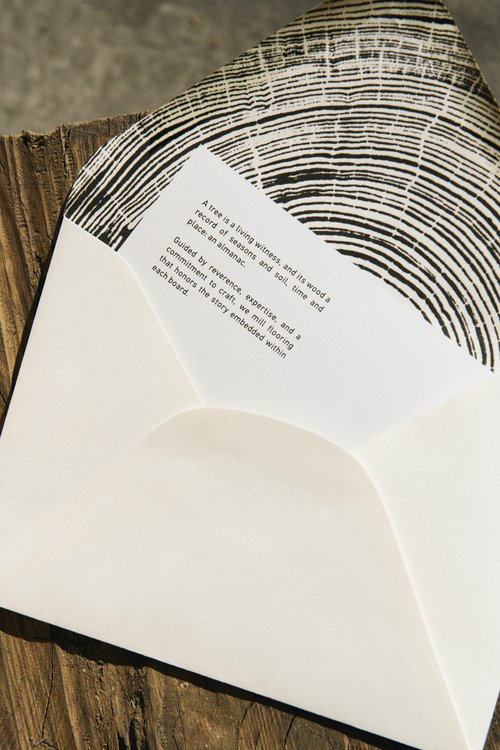 A tree is a living witness, and its wood a
record of seasons and soil, time and
place: an almanac.
Guided by reverence, expertise, and a
commitment to craft, we mill flooring
that honors the story embedded within
each board.